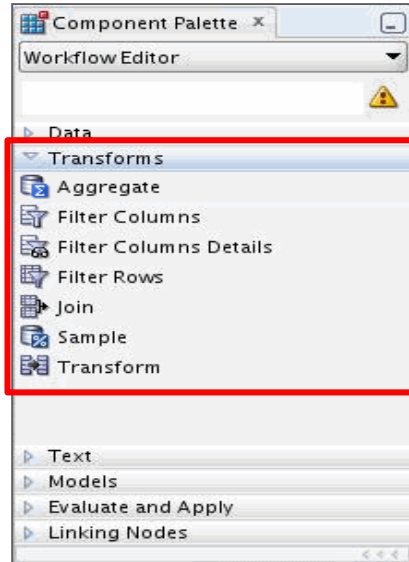 Component Palette
Workflow Editor
Data
Transforms
Aggregate
Filter Columns
Filter Columns Details
Filter Rows
Join
Sample
Transform
Text
Models
Evaluate and Apply
Linking Nodes